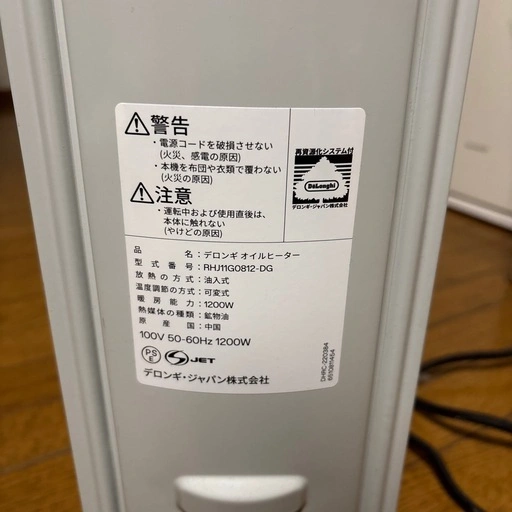 ⚠警告
・電源コードを破損させない
(火災、感電の原因)
・本機を布団や衣類で覆わない
(火災の原因)
⚠注意
・運転中および使用直後は、
本体に触れない
(やけどの原因)
再資源化システム付
DeLonghi
デロンギ・ジャパン株式会社
品名：デロンギ オイルヒーター
型式番号：RHJ11G0812-DG
放熱の方式：油入式
温度調節の方式：可変式
暖房能力：1200W
熱媒体の種類：鉱物油
原産国：中国
100V 50-60Hz 1200W
PS
E
JET
デロンギ・ジャパン株式会社
DHRC-220384